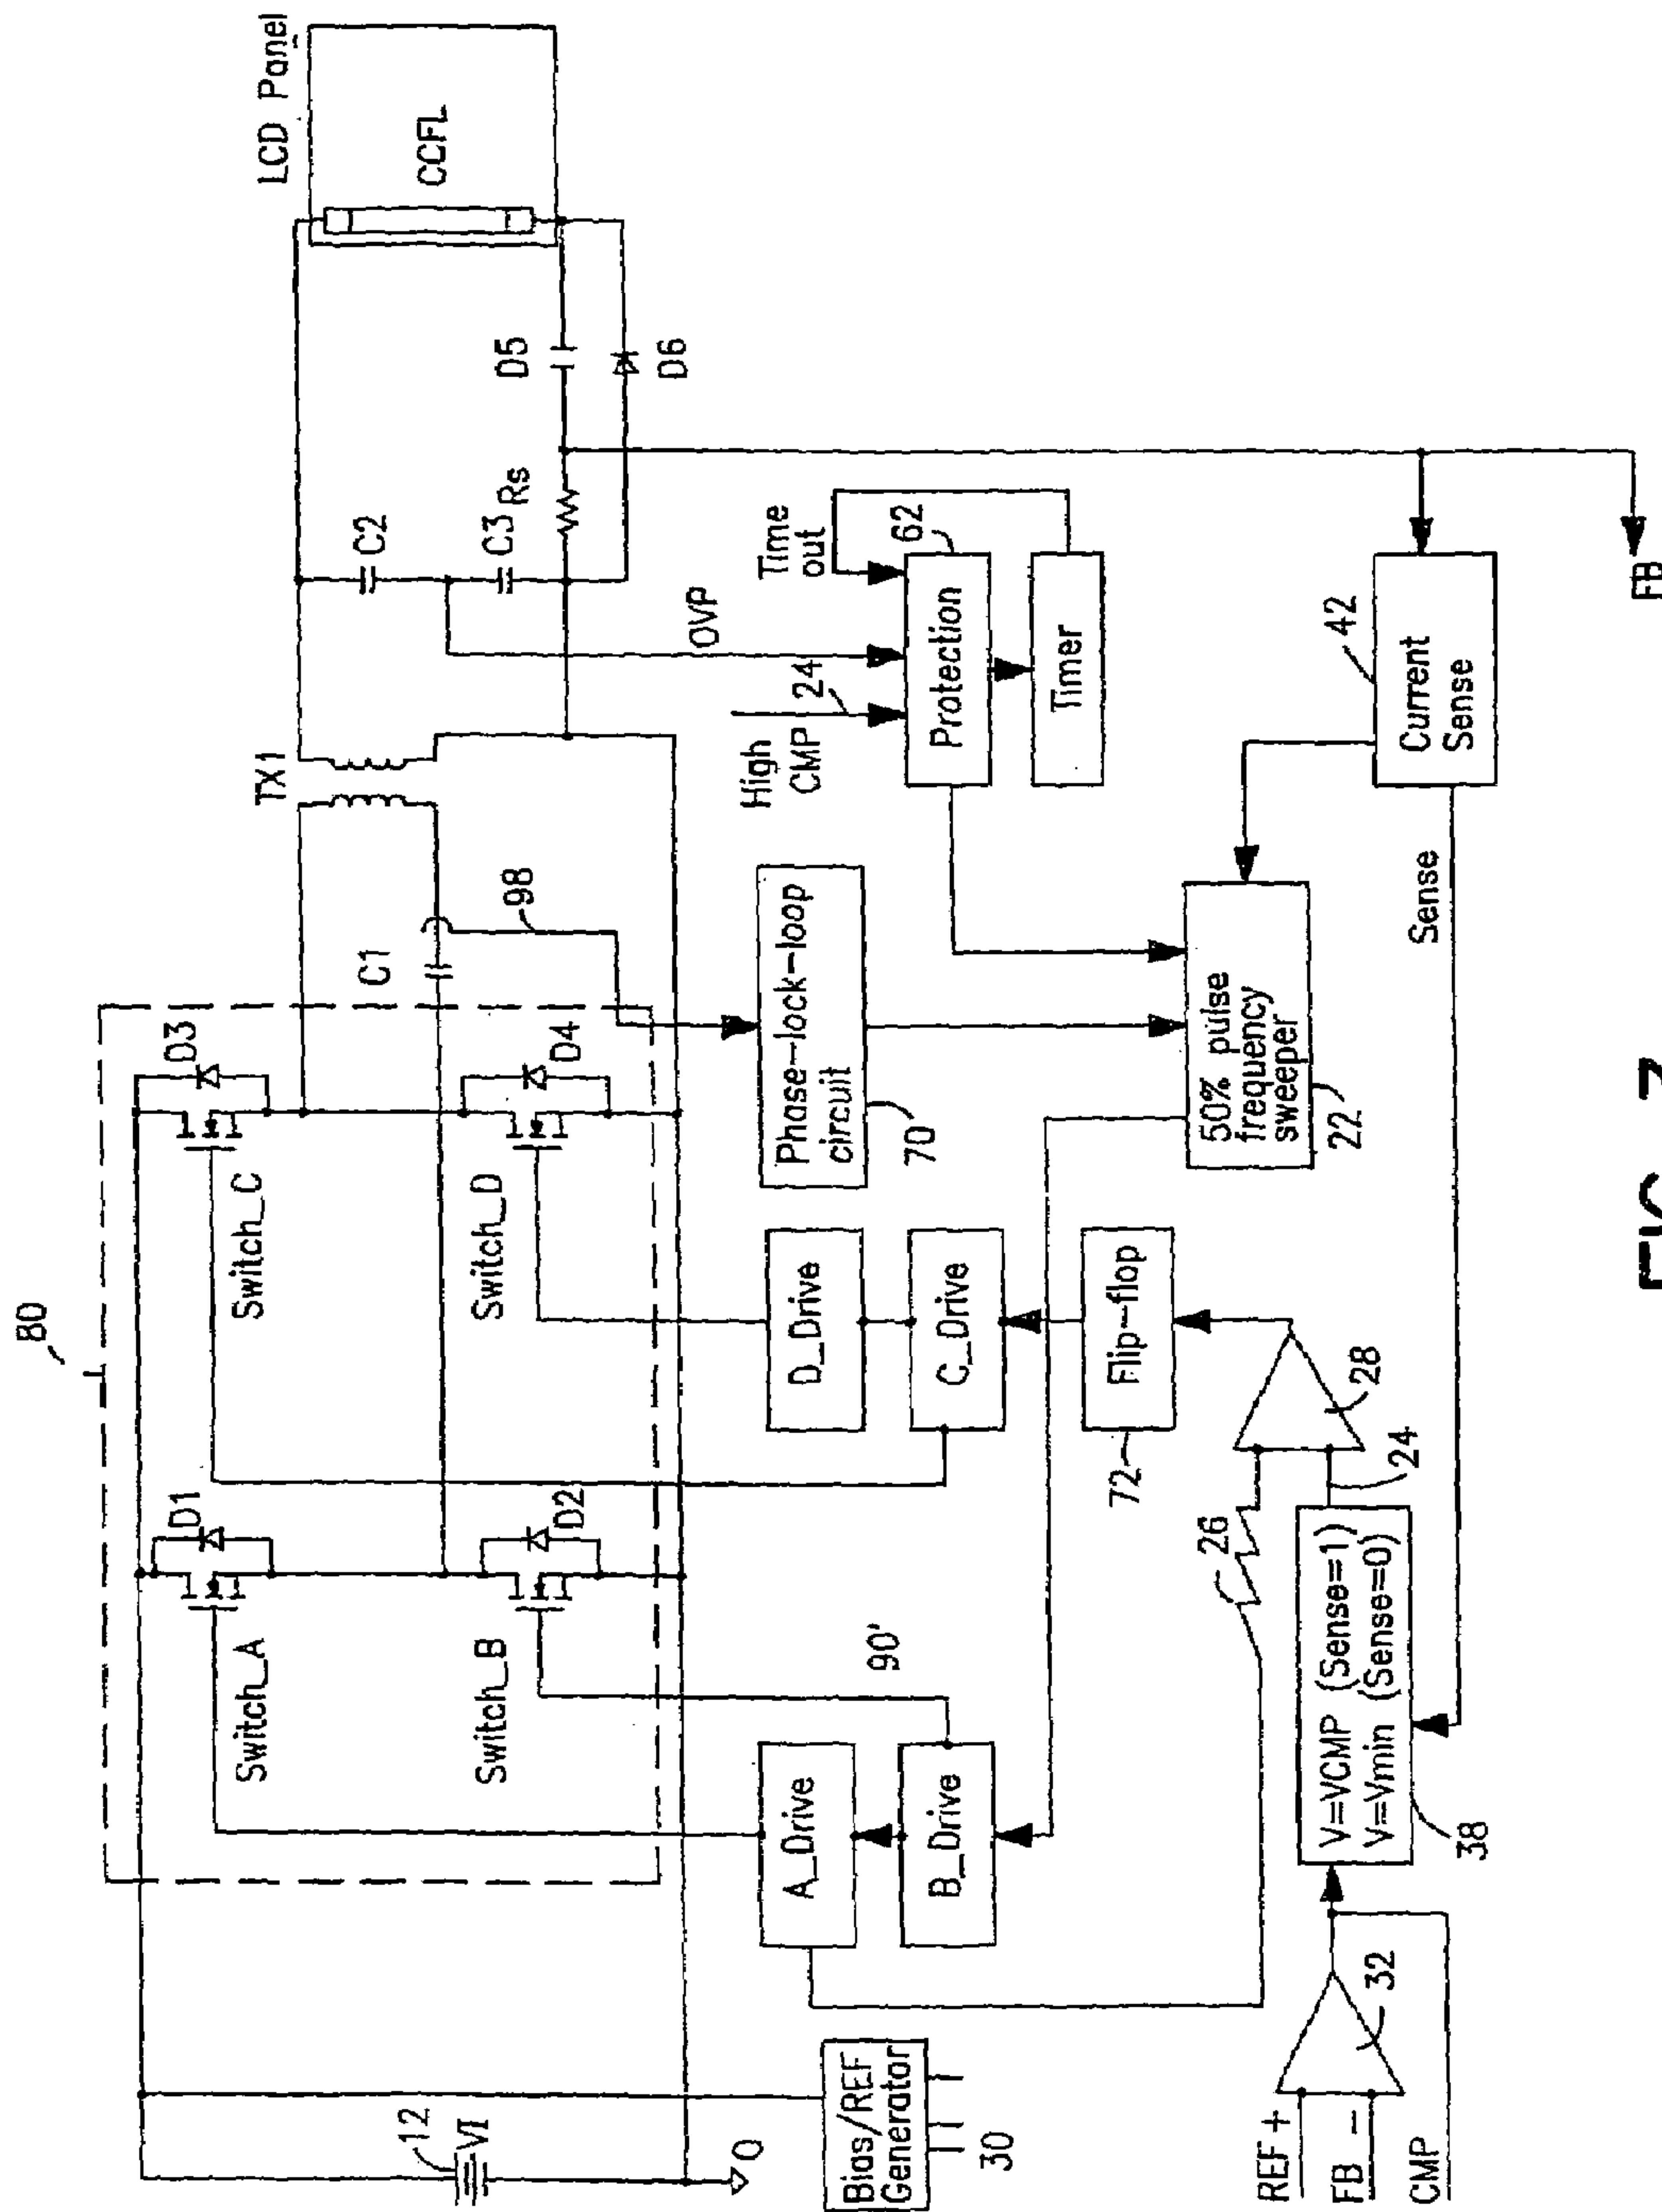 80
LCD Panel
CCFL
12
VI
0
Switch_A
D1
Switch_B
D2
Switch_C
D3
Switch_D
D4
C1
TX1
C2
C3
Rs
D5
D6
98
90'
OVP
Time
out
High
CMP
24
62
Protection
Timer
Bias/REF
Generator
30
A_Drive
B_Drive
D_Drive
C_Drive
Phase-lock-loop
circuit
70
Flip-flop
72
50% pulse
frequency
sweeper
22
Current
Sense
42
Sense
FB
26
28
24
V=VCMP (Sense=1)
V=Vmin (Sense=0)
38
REF +
FB -
CMP
32